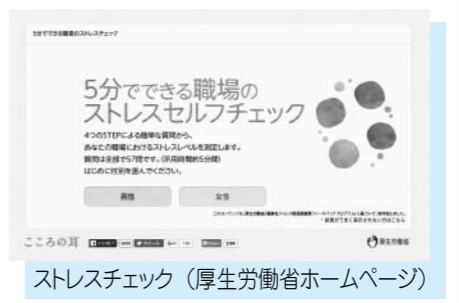 5分でできる職場のストレスチェック
5分でできる職場の
ストレスセルフチェック
4つのSTEPによる簡単な質問から、
あなたの職場におけるストレスレベルを測定します。
質問は全部で57問です。(所用時間約5分間)
はじめに性別を選んでください。
男性
女性
こころの耳
厚生労働省
ストレスチェック（厚生労働省ホームページ）